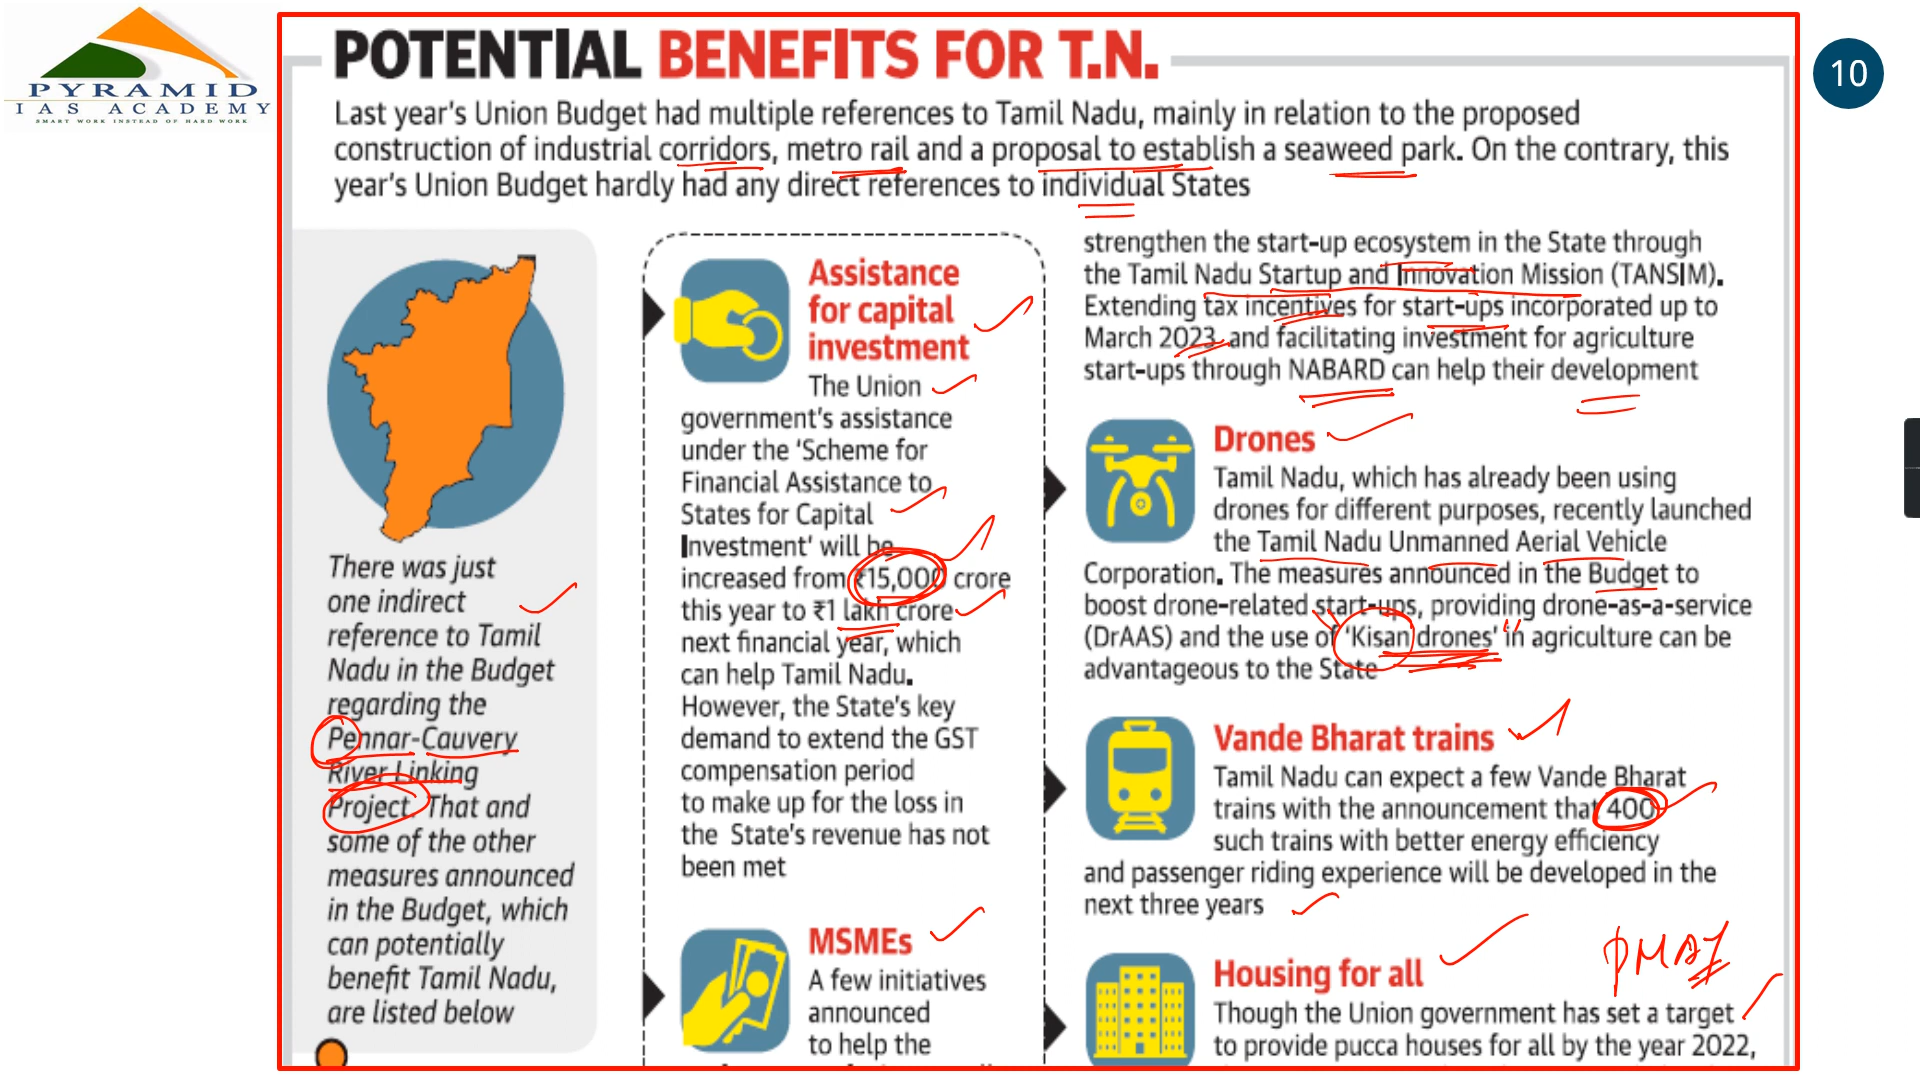 PYRAMID
IAS ACADEMY
SMART WORK INSTEAD OF HARD WORK
10
POTENTIAL BENEFITS FOR T.N.
Last year's Union Budget had multiple references to Tamil Nadu, mainly in relation to the proposed
construction of industrial corridors, metro rail and a proposal to establish a seaweed park. On the contrary, this
year's Union Budget hardly had any direct references to individual States
There was just
one indirect
reference to Tamil
Nadu in the Budget
regarding the
Pennar-Cauvery
River Linking
Project. That and
some of the other
measures announced
in the Budget, which
can potentially
benefit Tamil Nadu,
are listed below
Assistance
for capital
investment
The Union
government's assistance
under the 'Scheme for
Financial Assistance to
States for Capital
Investment' will be
increased from ₹15,000 crore
this year to ₹1 lakh crore
next financial year, which
can help Tamil Nadu.
However, the State's key
demand to extend the GST
compensation period
to make up for the loss in
the State's revenue has not
been met
MSMEs
A few initiatives
announced
to help the
strengthen the start-up ecosystem in the State through
the Tamil Nadu Startup and Innovation Mission (TANSIM).
Extending tax incentives for start-ups incorporated up to
March 2023 and facilitating investment for agriculture
start-ups through NABARD can help their development
Drones
Tamil Nadu, which has already been using
drones for different purposes, recently launched
the Tamil Nadu Unmanned Aerial Vehicle
Corporation. The measures announced in the Budget to
boost drone-related start-ups, providing drone-as-a-service
(DrAAS) and the use of 'Kisan drones' in agriculture can be
advantageous to the State
Vande Bharat trains
Tamil Nadu can expect a few Vande Bharat
trains with the announcement that 400
such trains with better energy efficiency
and passenger riding experience will be developed in the
next three years
Housing for all
Though the Union government has set a target
to provide pucca houses for all by the year 2022,